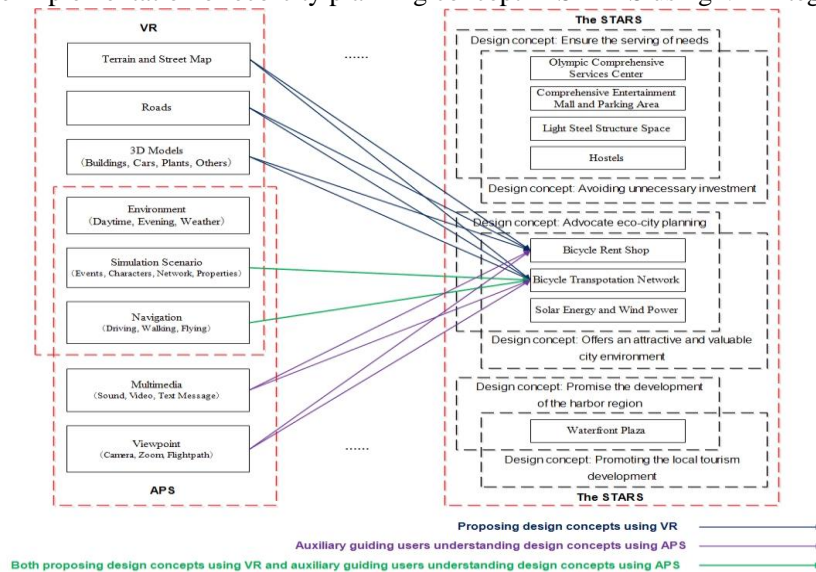 VR
Terrain and Street Map
Roads
3D Models
(Buildings, Cars, Plants, Others)
Environment
(Daytime, Evening, Weather)
Simulation Scenario
(Events, Characters, Network, Properties)
Navigation
(Driving, Walking, Flying)
Multimedia
(Sound, Video, Text Message)
Viewpoint
(Camera, Zoom, Flightpath)
APS
......
......
The STARS
Design concept: Ensure the serving of needs
Olympic Comprehensive
Services Center
Comprehensive Entertainment
Mall and Parking Area
Light Steel Structure Space
Hostels
Design concept: Avoiding unnecessary investment
Design concept: Advocate eco-city planning
Bicycle Rent Shop
Bicycle Transpotation Network
Solar Energy and Wind Power
Design concept: Offers an attractive and valuable
city environment
Design concept: Promise the development
of the harbor region
Waterfront Plaza
Design concept: Promoting the local tourism
development
The STARS
Proposing design concepts using VR
Auxiliary guiding users understanding design concepts using APS
Both proposing design concepts using VR and auxiliary guiding users understanding design concepts using APS